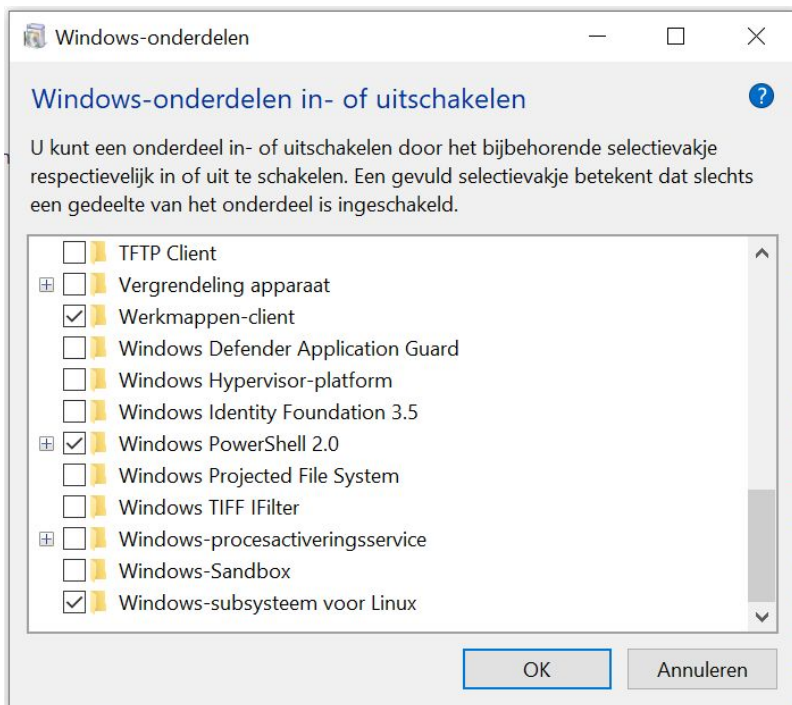 Windows-onderdelen
Windows-onderdelen in- of uitschakelen
?
U kunt een onderdeel in- of uitschakelen door het bijbehorende selectievakje
respectievelijk in of uit te schakelen. Een gevuld selectievakje betekent dat slechts
een gedeelte van het onderdeel is ingeschakeld.
TFTP Client
Vergrendeling apparaat
Werkmappen-client
Windows Defender Application Guard
Windows Hypervisor-platform
Windows Identity Foundation 3.5
Windows PowerShell 2.0
Windows Projected File System
Windows TIFF IFilter
Windows-procesactiveringsservice
Windows-Sandbox
Windows-subsysteem voor Linux
OK
Annuleren